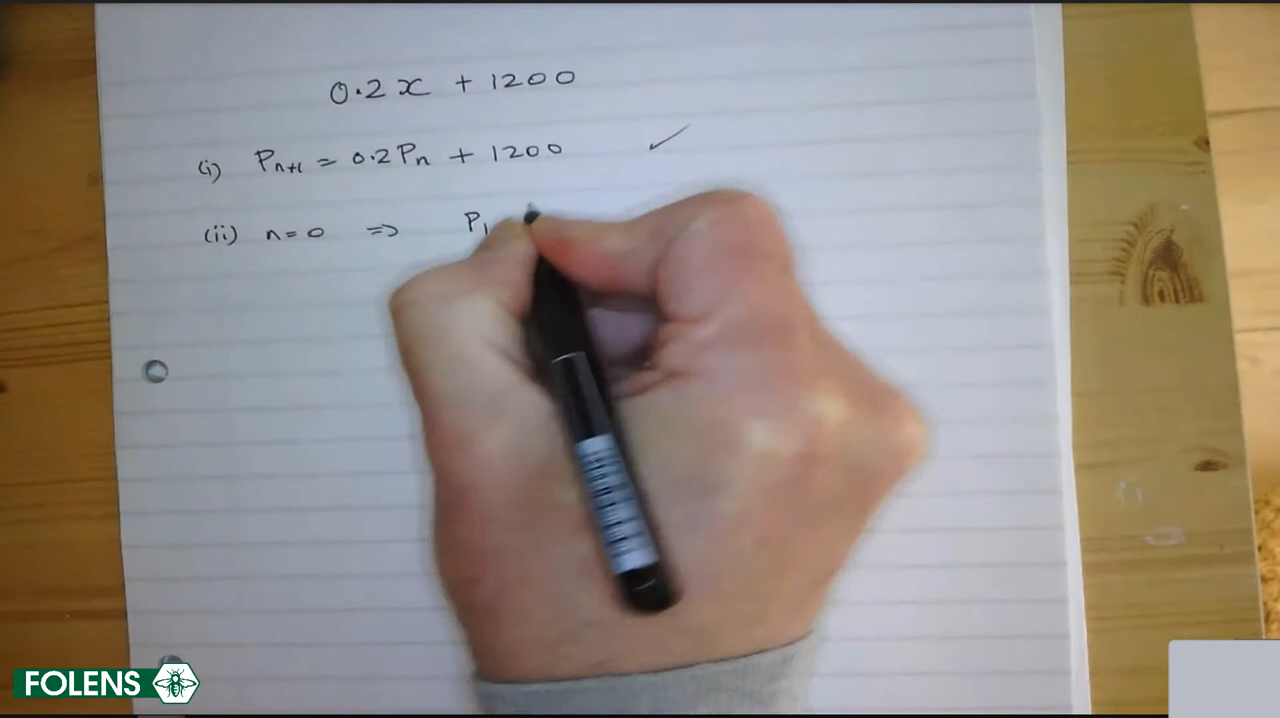 0.2x + 1200
(i) Pn+1 = 0.2Pn + 1200 ✓
(ii) n=0 => P1
FOLENS